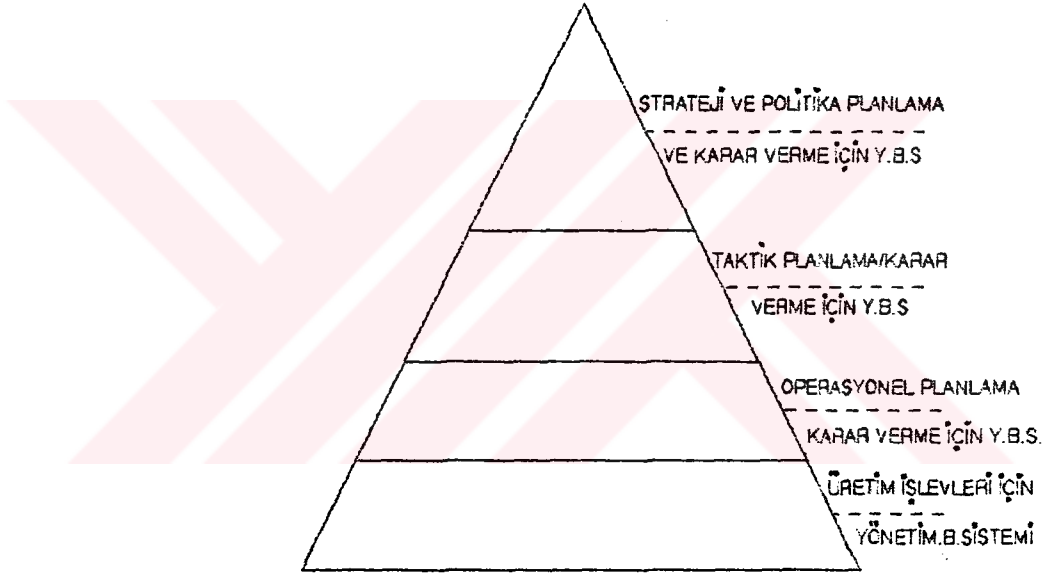 STRATEJİ VE POLİTİKA PLANLAMA
VE KARAR VERME İÇİN Y.B.S
TAKTİK PLANLAMA/KARAR
VERME İÇİN Y.B.S
OPERASYONEL PLANLAMA
KARAR VERME İÇİN Y.B.S.
ÜRETİM İŞLEVLERİ İÇİN
YÖNETİM.B.SİSTEMİ